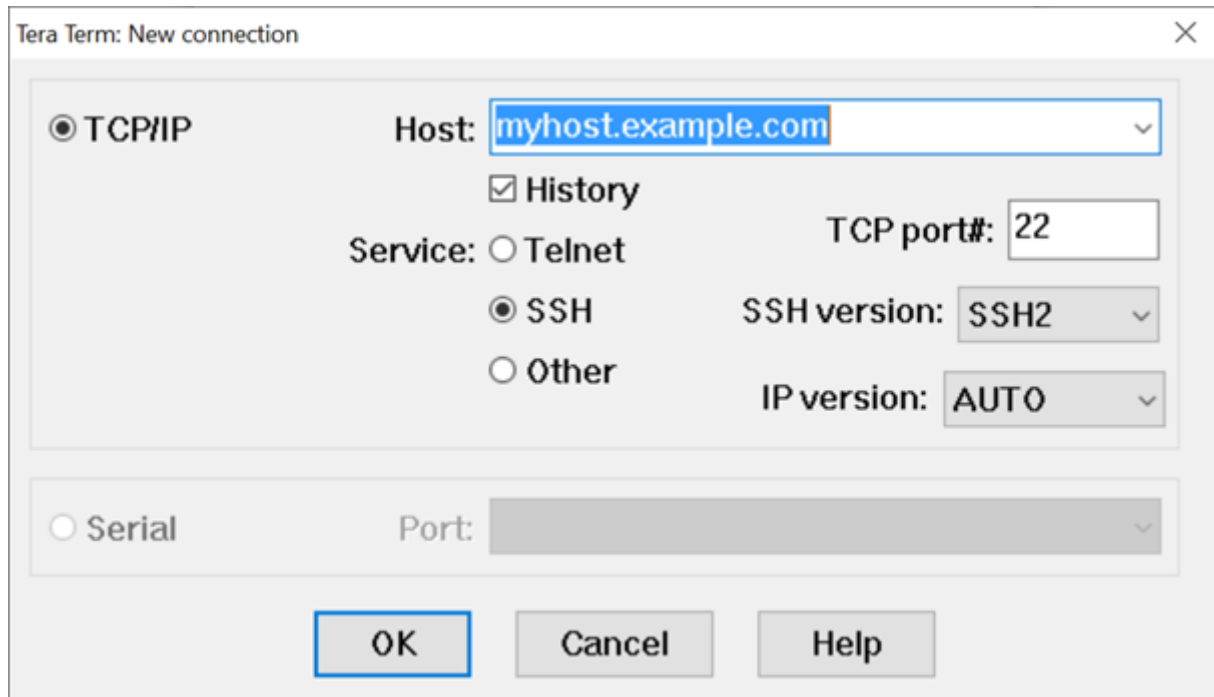 Tera Term: New connection
TCP/IP Host: myhost.example.com
History
TCP port#: 22
Service: Telnet
SSH SSH version: SSH2
Other
IP version: AUTO
Serial Port:
OK Cancel Help